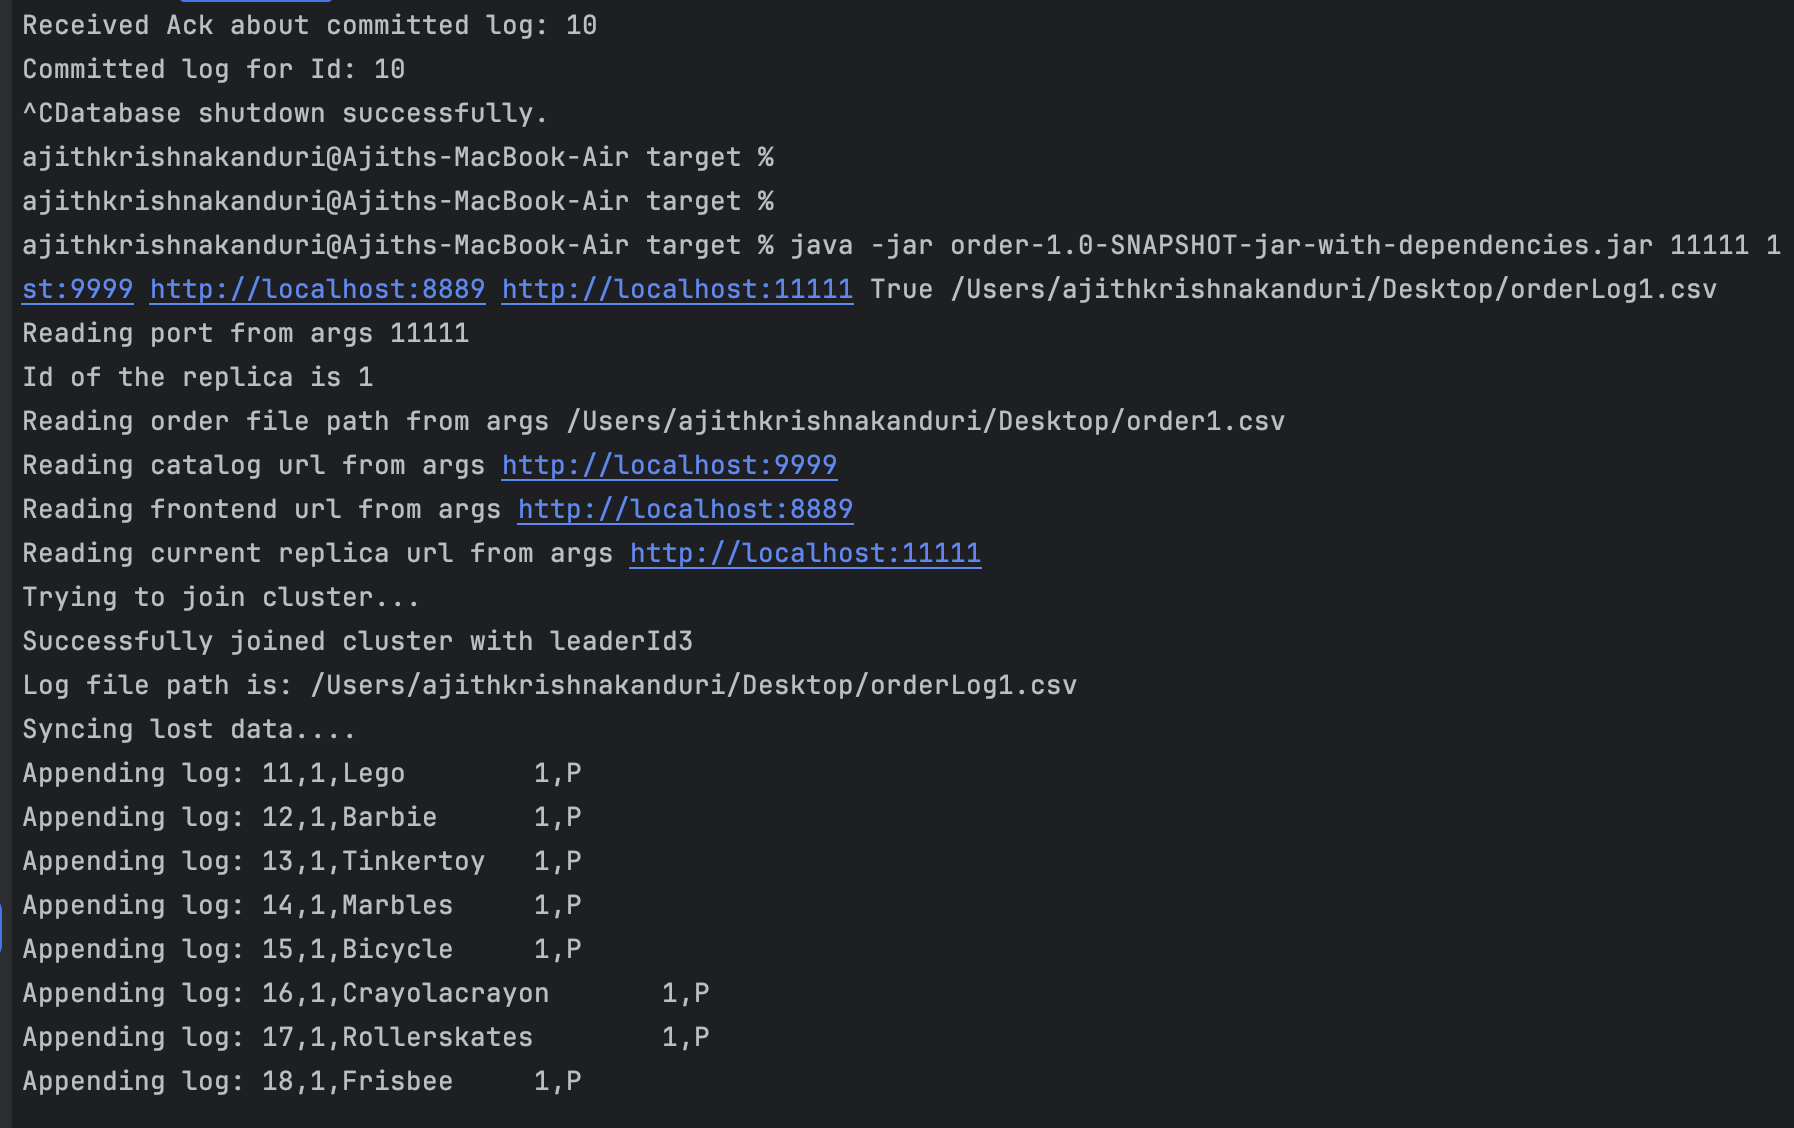 Received Ack about committed log: 10
Committed log for Id: 10
^CDatabase shutdown successfully.
ajithkrishnakanduri@Ajiths-MacBook-Air target %
ajithkrishnakanduri@Ajiths-MacBook-Air target %
ajithkrishnakanduri@Ajiths-MacBook-Air target % java -jar order-1.0-SNAPSHOT-jar-with-dependencies.jar 11111 1
st:9999 http://localhost:8889 http://localhost:11111 True /Users/ajithkrishnakanduri/Desktop/orderLog1.csv
Reading port from args 11111
Id of the replica is 1
Reading order file path from args /Users/ajithkrishnakanduri/Desktop/order1.csv
Reading catalog url from args http://localhost:9999
Reading frontend url from args http://localhost:8889
Reading current replica url from args http://localhost:11111
Trying to join cluster...
Successfully joined cluster with leaderId3
Log file path is: /Users/ajithkrishnakanduri/Desktop/orderLog1.csv
Syncing lost data....
Appending log: 11,1,Lego        1,P
Appending log: 12,1,Barbie      1,P
Appending log: 13,1,Tinkertoy   1,P
Appending log: 14,1,Marbles     1,P
Appending log: 15,1,Bicycle     1,P
Appending log: 16,1,Crayolacrayon       1,P
Appending log: 17,1,Rollerskates        1,P
Appending log: 18,1,Frisbee     1,P